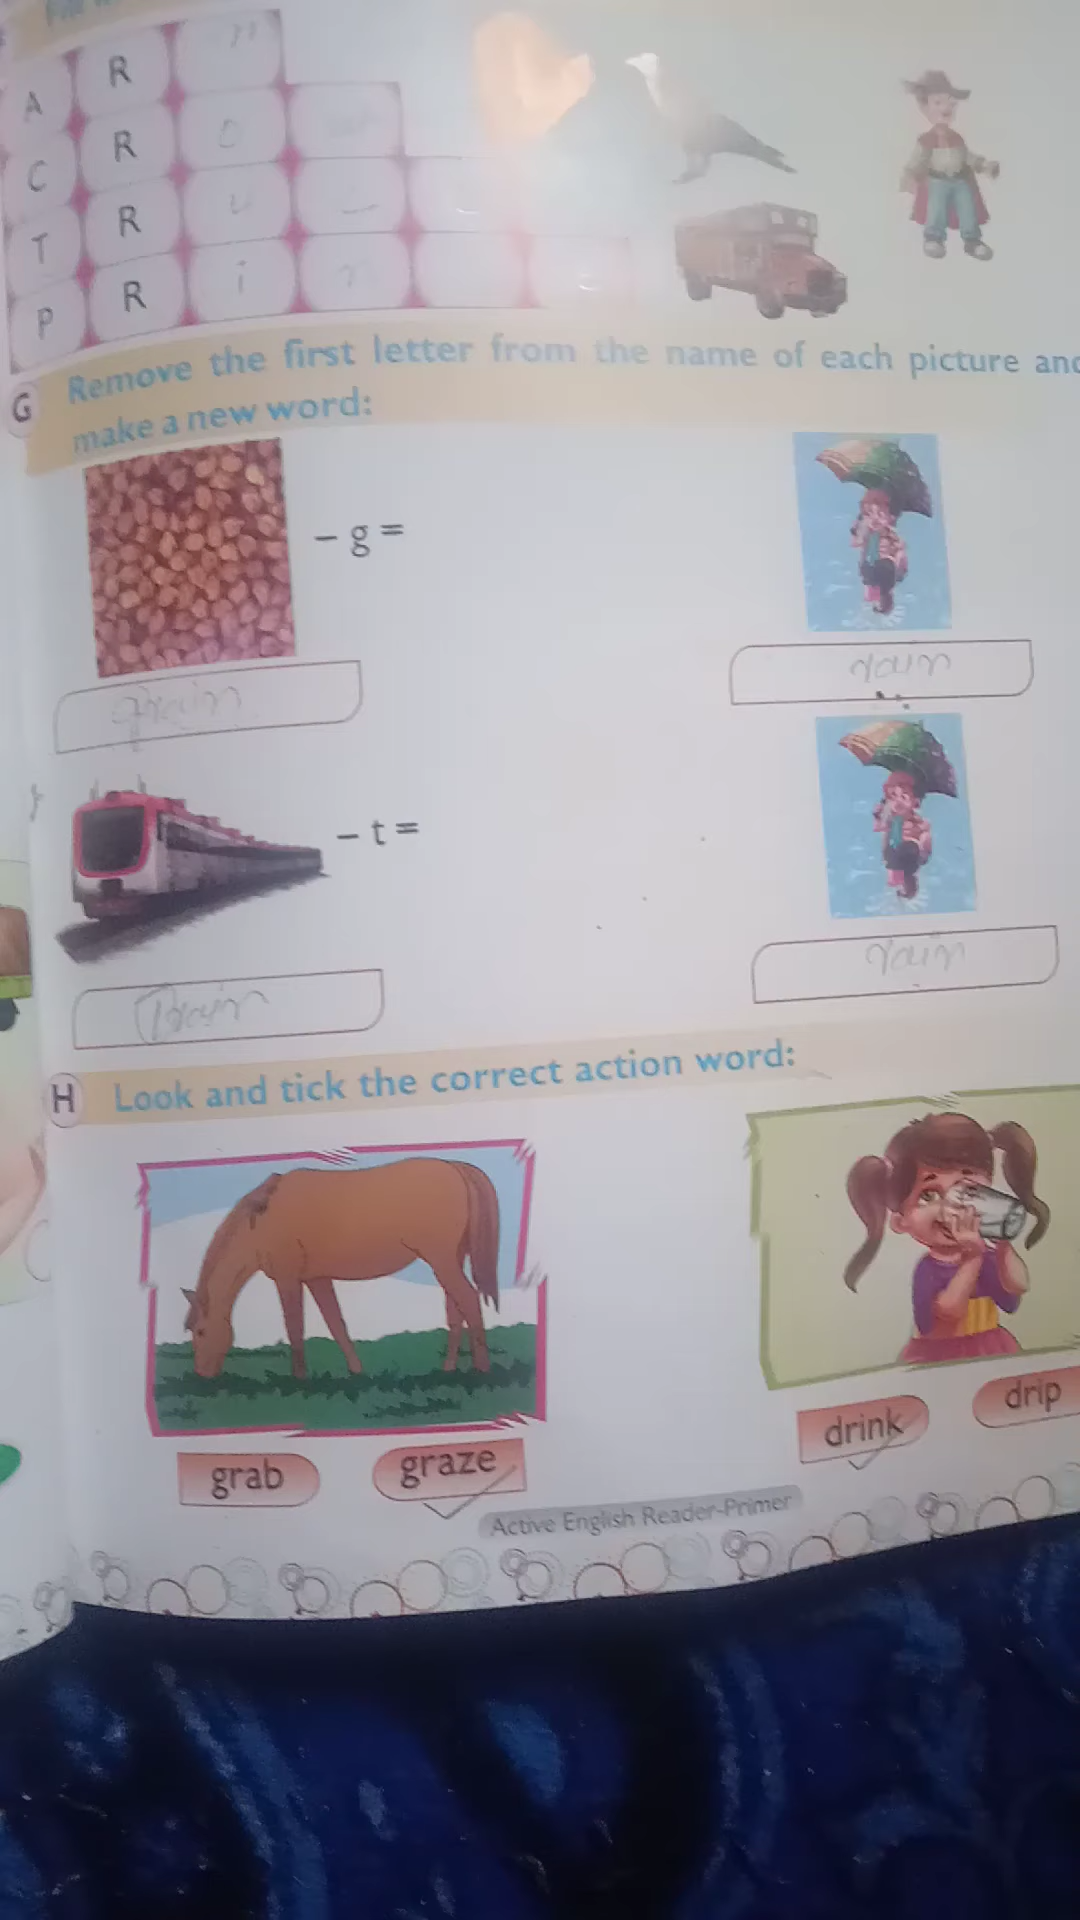 A R m
C R o
T R u c
P R i n
G Remove the first letter from the name of each picture and
make a new word:
– g =
grain
rain
– t =
Train
rain
H Look and tick the correct action word:
grab graze drink drip
Active English Reader-Primer